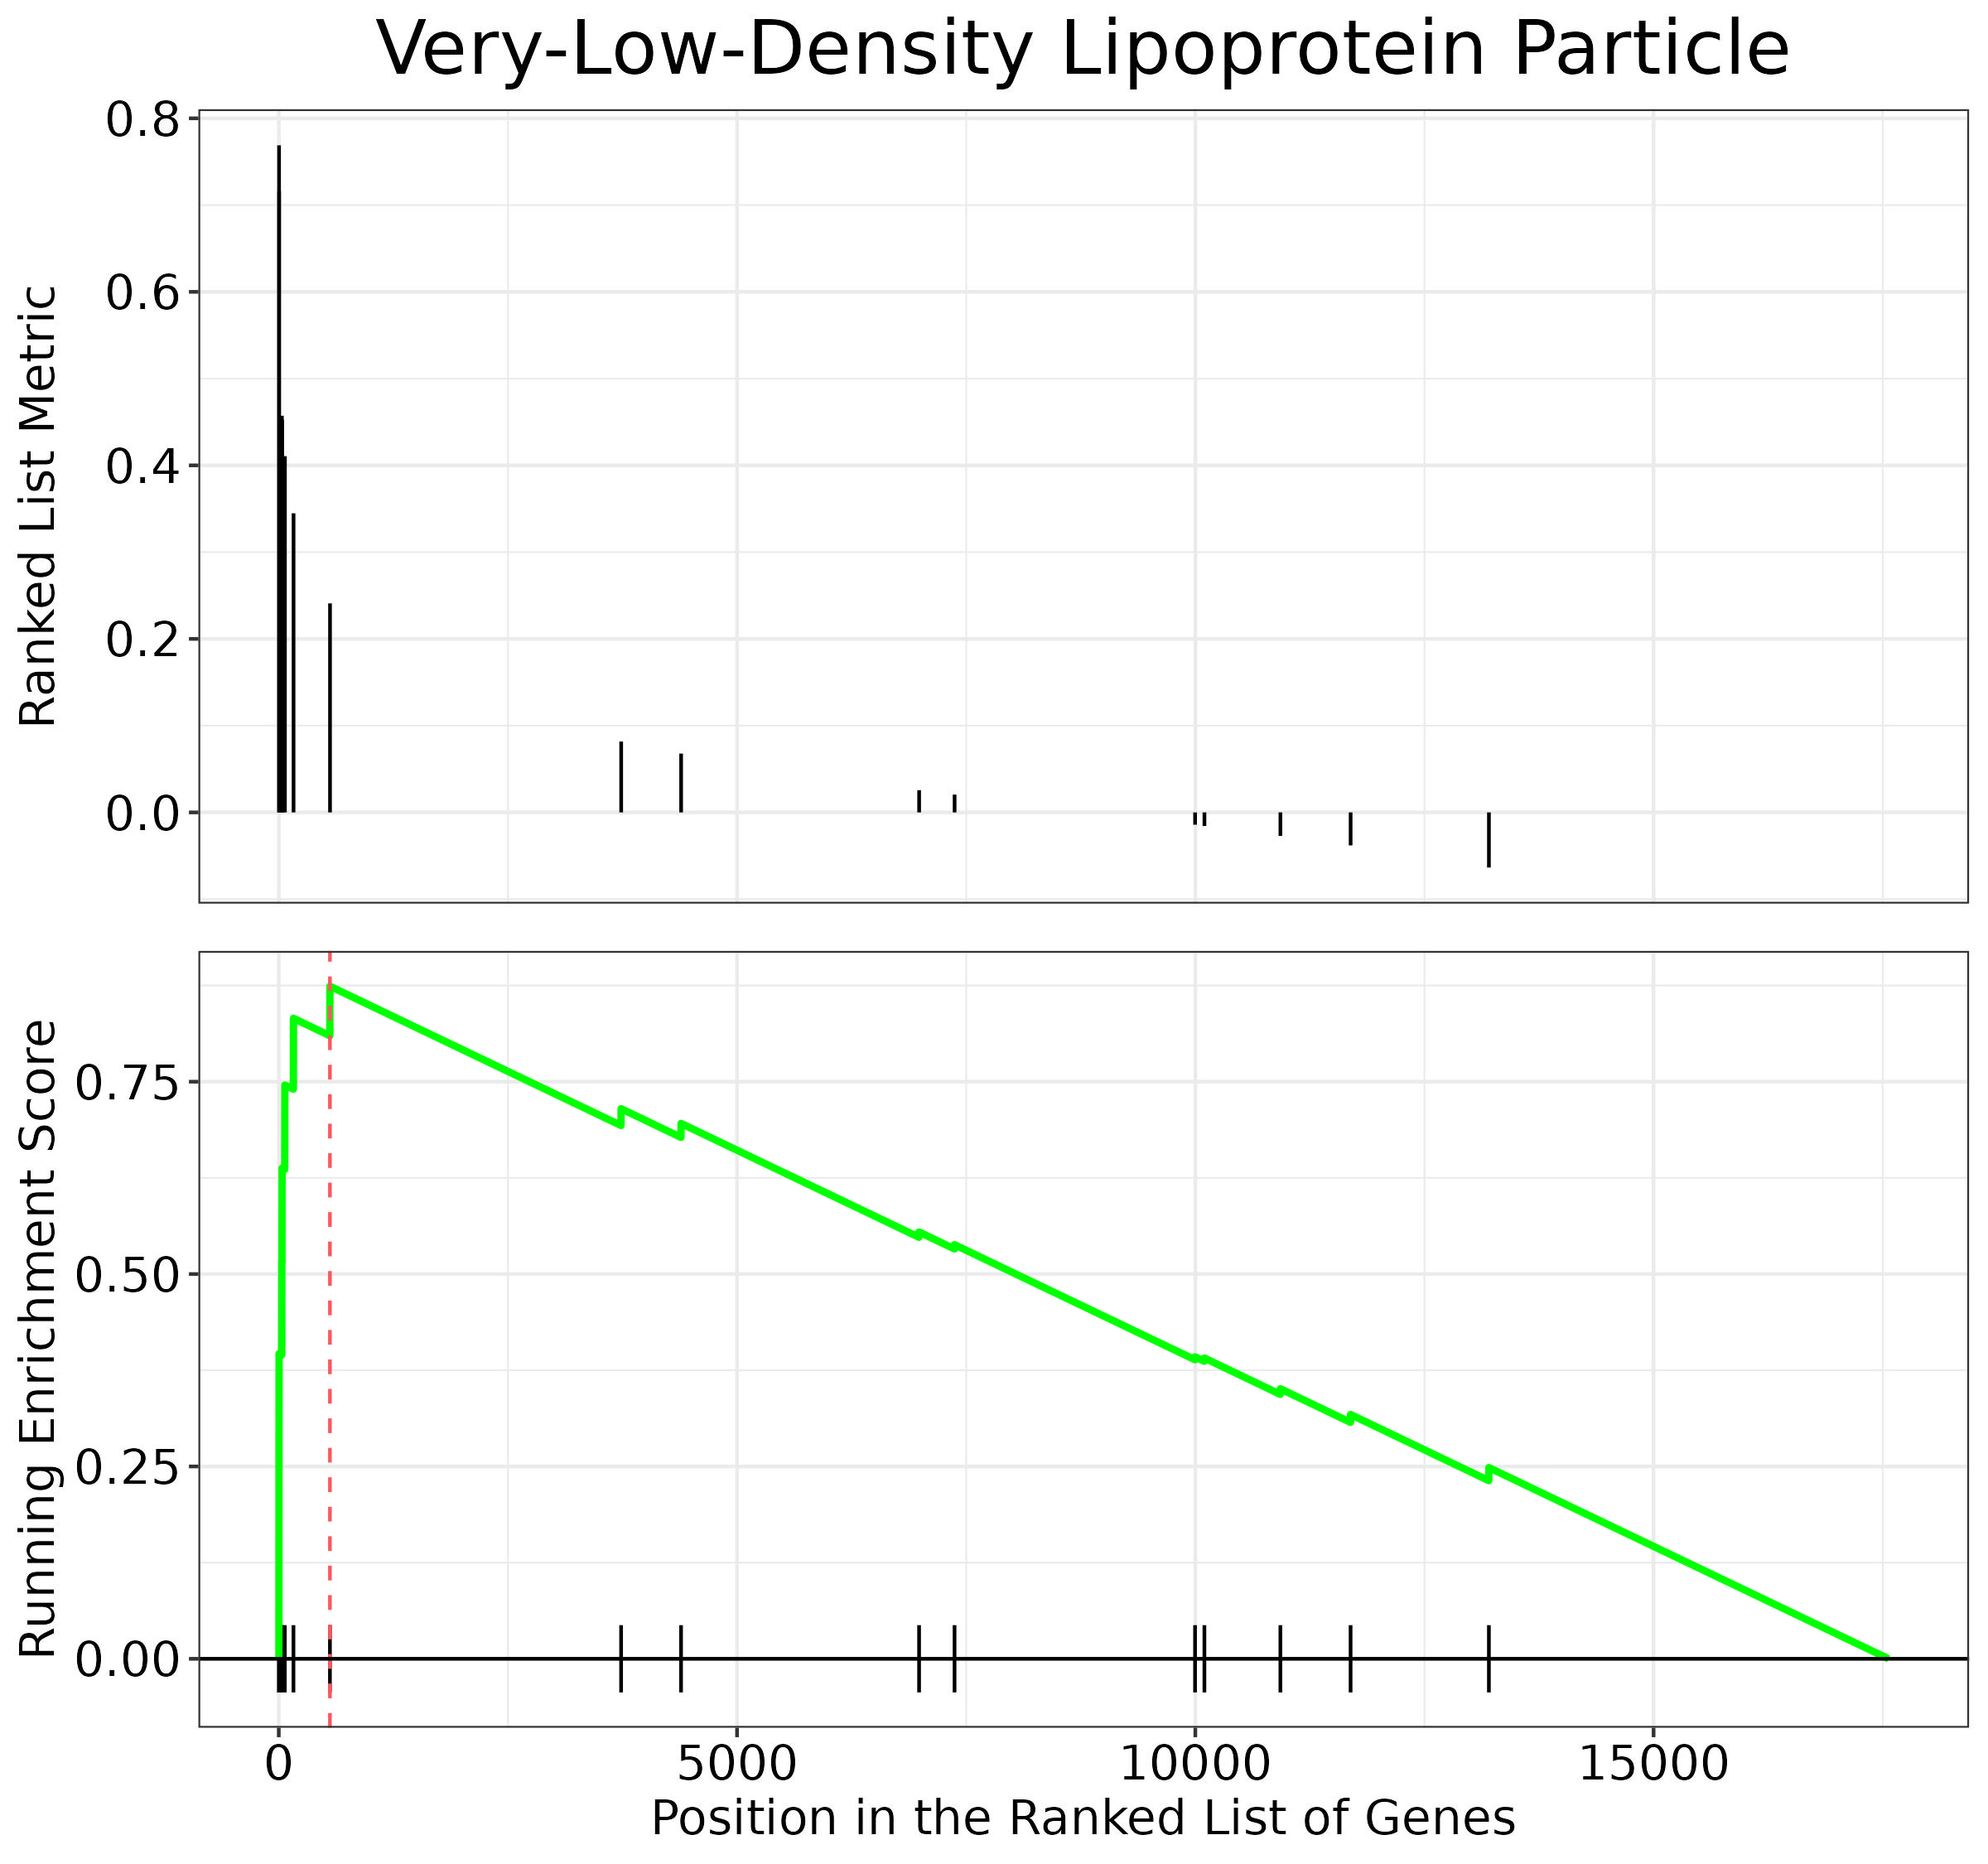 Very-Low-Density Lipoprotein Particle
Ranked List Metric
0.8
0.6
0.4
0.2
0.0
Running Enrichment Score
0.75
0.50
0.25
0.00
0 5000 10000 15000
Position in the Ranked List of Genes